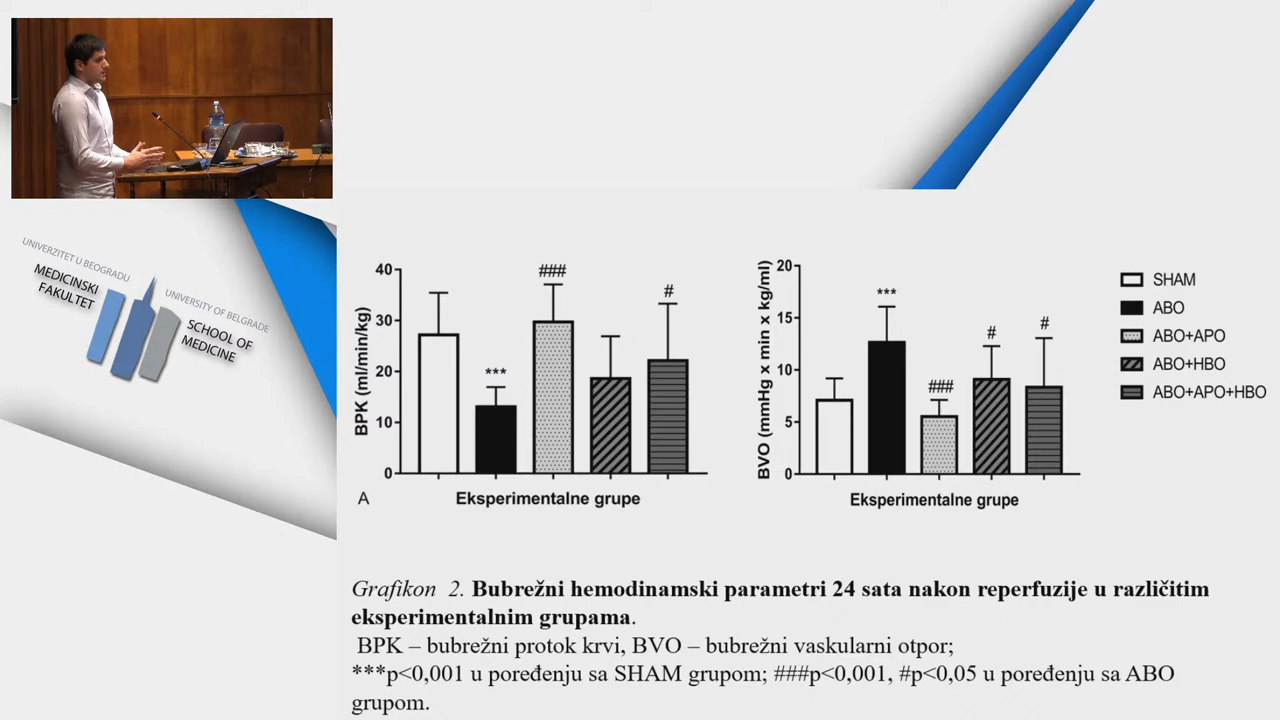 UNIVERZITET U BEOGRADU
MEDICINSKI
FAKULTET
UNIVERSITY OF BELGRADE
SCHOOL OF
MEDICINE
###
#
***
40
30
20
10
0
BPK (ml/min/kg)
A
Eksperimentalne grupe
***
#
#
###
20
15
10
5
0
BVO (mmHg x min x kg/ml)
Eksperimentalne grupe
SHAM
ABO
ABO+APO
ABO+HBO
ABO+APO+HBO
Grafikon 2. Bubrežni hemodinamski parametri 24 sata nakon reperfuzije u različitim
eksperimentalnim grupama.
BPK – bubrežni protok krvi, BVO – bubrežni vaskularni otpor;
***p<0,001 u poređenju sa SHAM grupom; ###p<0,001, #p<0,05 u poređenju sa ABO
grupom.